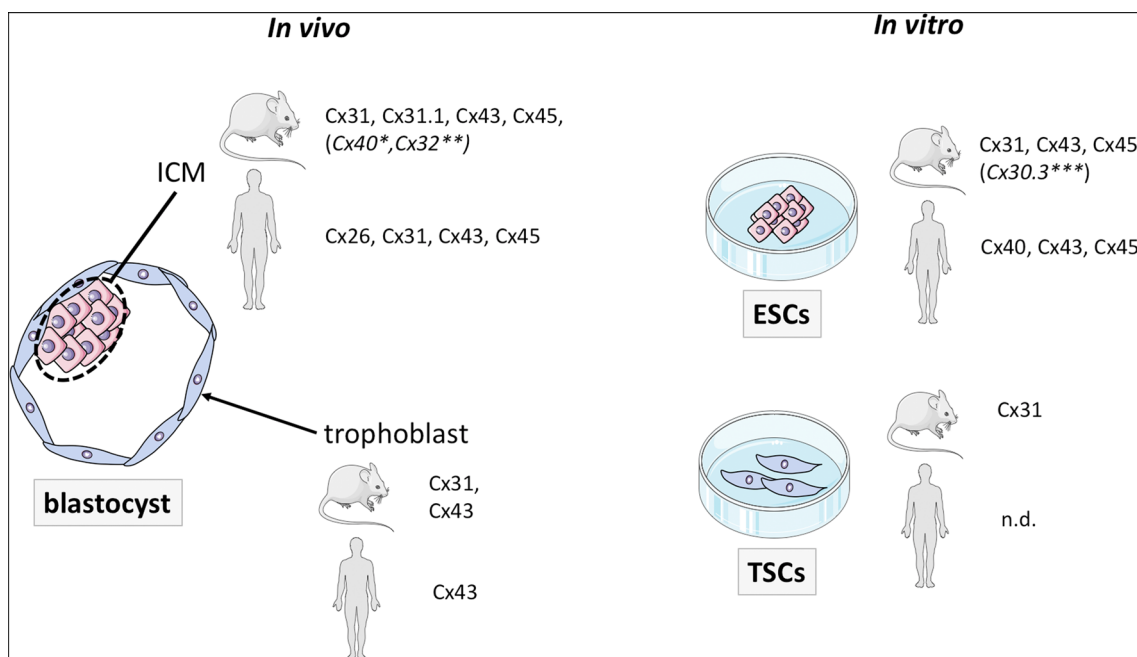 In vivo
Cx31, Cx31.1, Cx43, Cx45,
(Cx40*,Cx32**)
ICM
Cx26, Cx31, Cx43, Cx45
trophoblast
blastocyst
Cx31,
Cx43
Cx43
In vitro
Cx31, Cx43, Cx45
(Cx30.3***)
Cx40, Cx43, Cx45
ESCs
Cx31
n.d.
TSCs